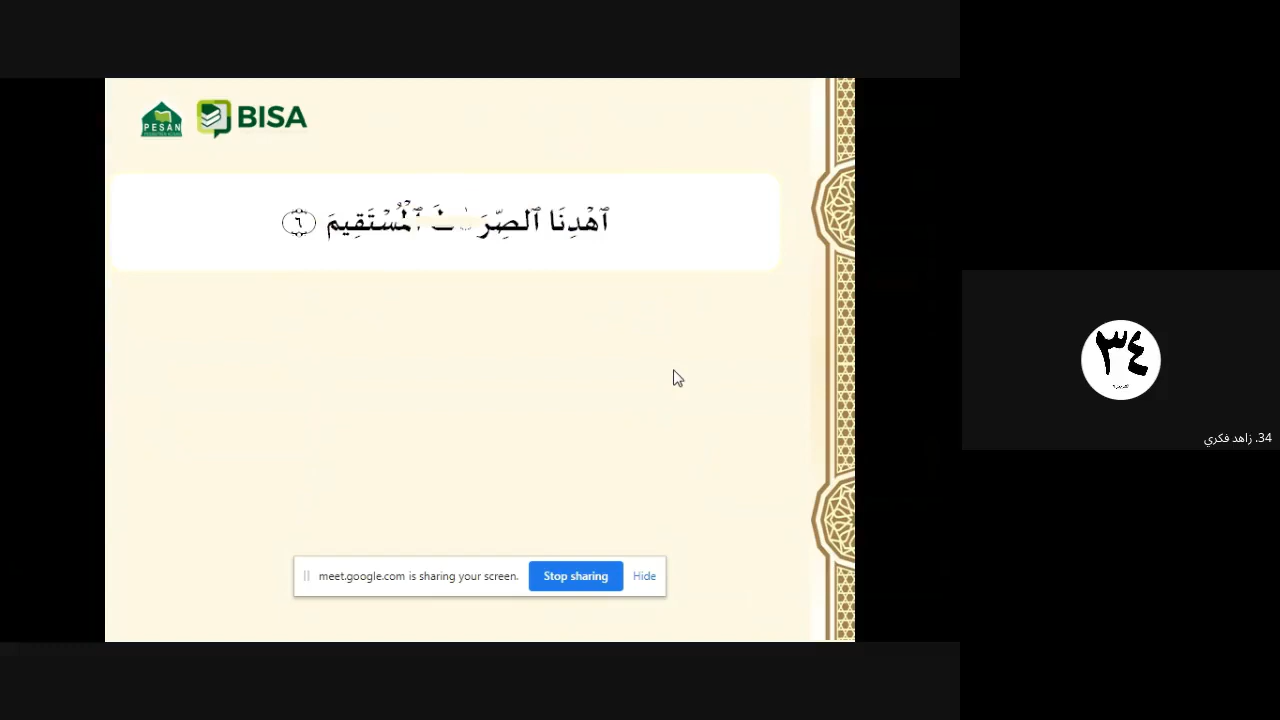 PESAN
BISA
ٱهْدِنَا ٱلصِّرَٰطَ ٱلْمُسْتَقِيمَ ٦
meet.google.com is sharing your screen.
Stop sharing
Hide
٣٤
34. زاهد فكري